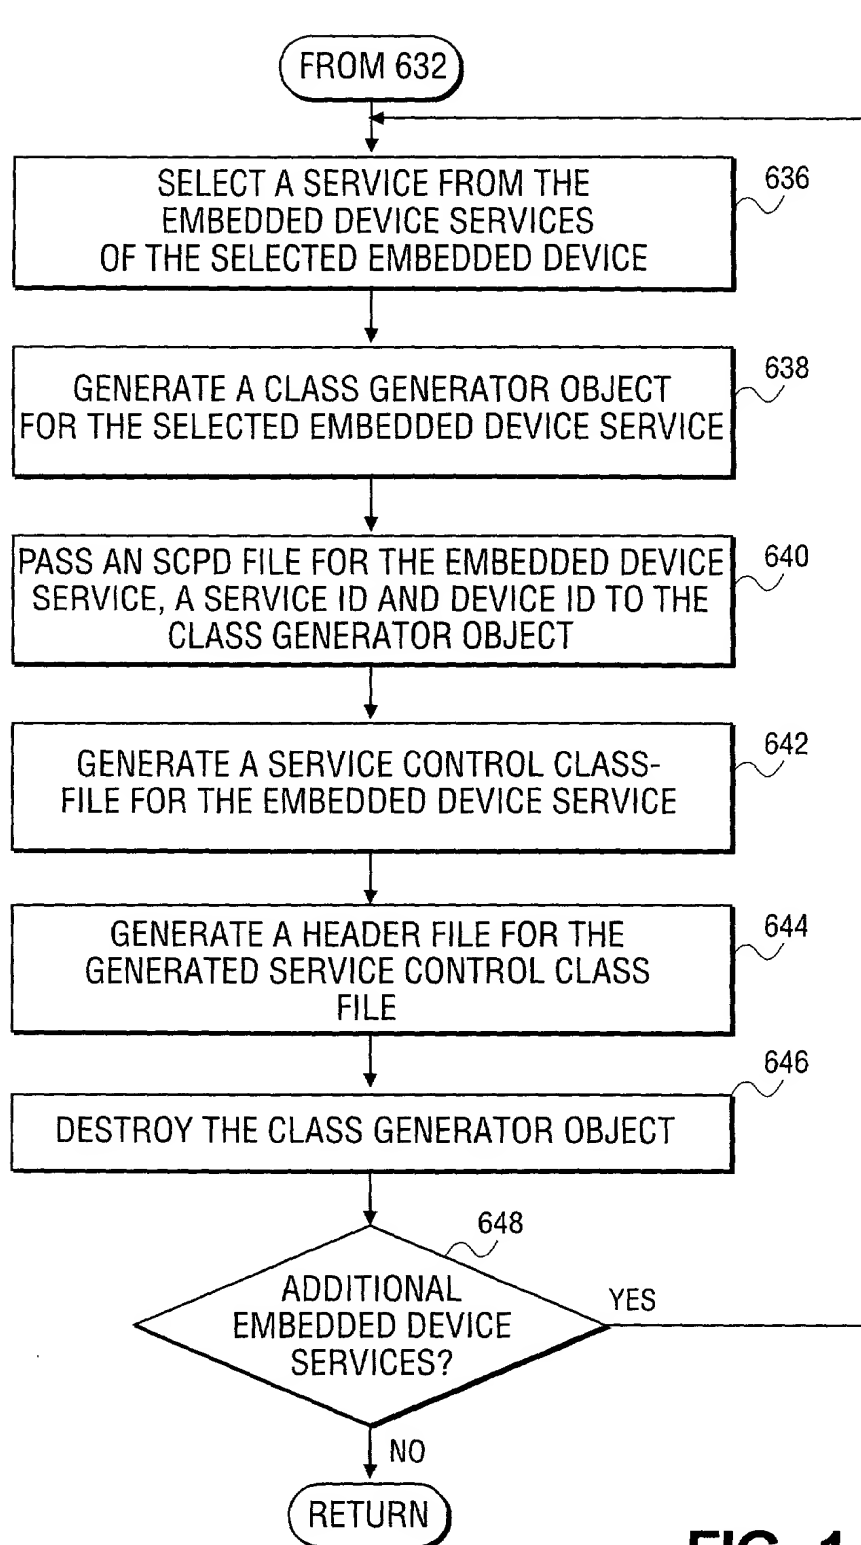 FROM 632
SELECT A SERVICE FROM THE
EMBEDDED DEVICE SERVICES
OF THE SELECTED EMBEDDED DEVICE
636
GENERATE A CLASS GENERATOR OBJECT
FOR THE SELECTED EMBEDDED DEVICE SERVICE
638
PASS AN SCPD FILE FOR THE EMBEDDED DEVICE
SERVICE, A SERVICE ID AND DEVICE ID TO THE
CLASS GENERATOR OBJECT
640
GENERATE A SERVICE CONTROL CLASS-
FILE FOR THE EMBEDDED DEVICE SERVICE
642
GENERATE A HEADER FILE FOR THE
GENERATED SERVICE CONTROL CLASS
FILE
644
646
DESTROY THE CLASS GENERATOR OBJECT
648
ADDITIONAL
EMBEDDED DEVICE
SERVICES?
YES
NO
RETURN
FIG. 1